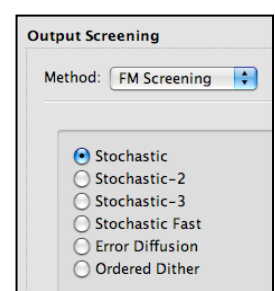 Output Screening
Method: FM Screening
Stochastic
Stochastic-2
Stochastic-3
Stochastic Fast
Error Diffusion
Ordered Dither